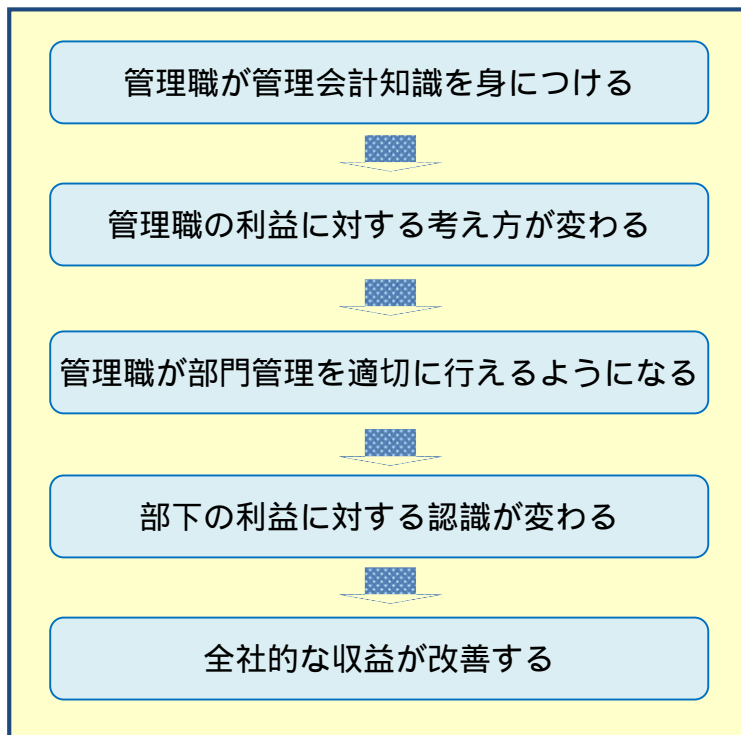 管理職が管理会計知識を身につける
管理職の利益に対する考え方が変わる
管理職が部門管理を適切に行えるようになる
部下の利益に対する認識が変わる
全社的な収益が改善する